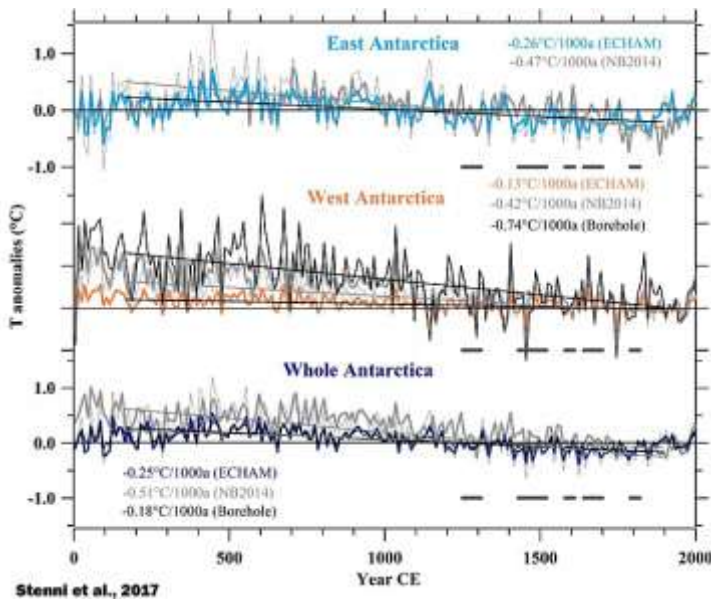 East Antarctica
-0.26°C/1000a (ECHAM)
-0.47°C/1000a (NB2014)
1.0
0.0
-1.0
West Antarctica
-0.13°C/1000a (ECHAM)
-0.42°C/1000a (NB2014)
-0.74°C/1000a (Borehole)
T anomalies (°C)
Whole Antarctica
1.0
0.0
-1.0
-0.25°C/1000a (ECHAM)
-0.51°C/1000a (NB2014)
-0.18°C/1000a (Borehole)
0 500 1000 1500 2000
Year CE
Stenni et al., 2017